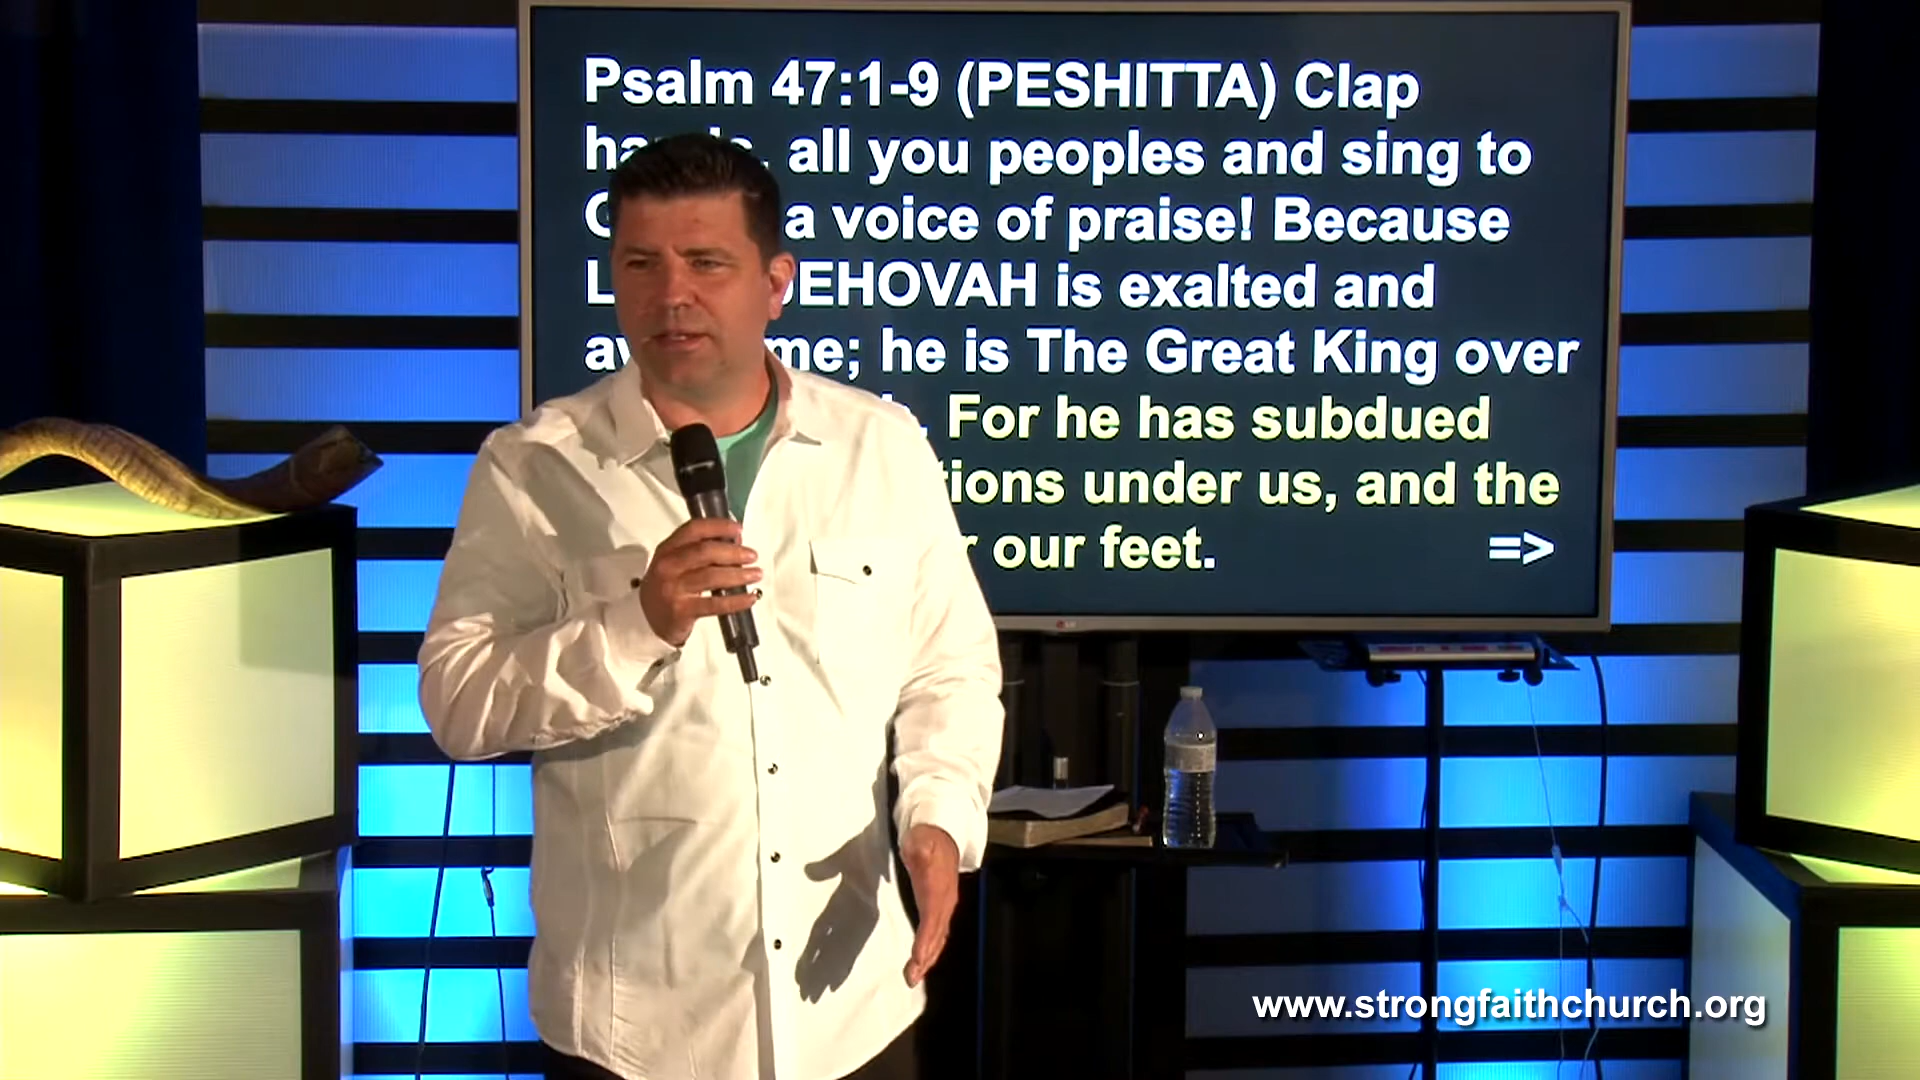 Psalm 47:1-9 (PESHITTA) Clap
all you peoples and sing to
a voice of praise! Because
JEHOVAH is exalted and
he is The Great King over
For he has subdued
under us, and the
our feet. =>
LG
www.strongfaithchurch.org